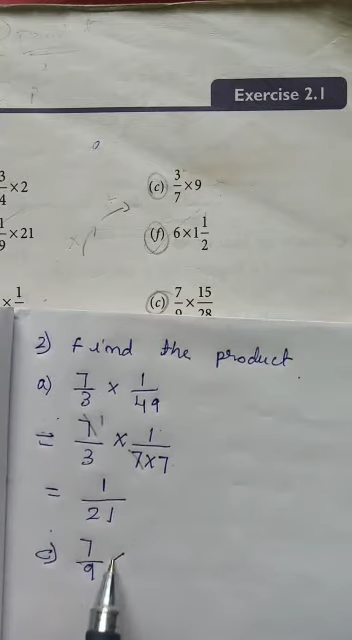 Exercise 2.1
3/4 × 2 (c) 3/7 × 9
1/9 × 21 (f) 6 × 1 1/2
× 1/ (c) 7/9 × 15/28
2) Find the product.
a) 7/3 × 1/49
= 7/3 × 1/7×7
= 1/21
c) 7/9